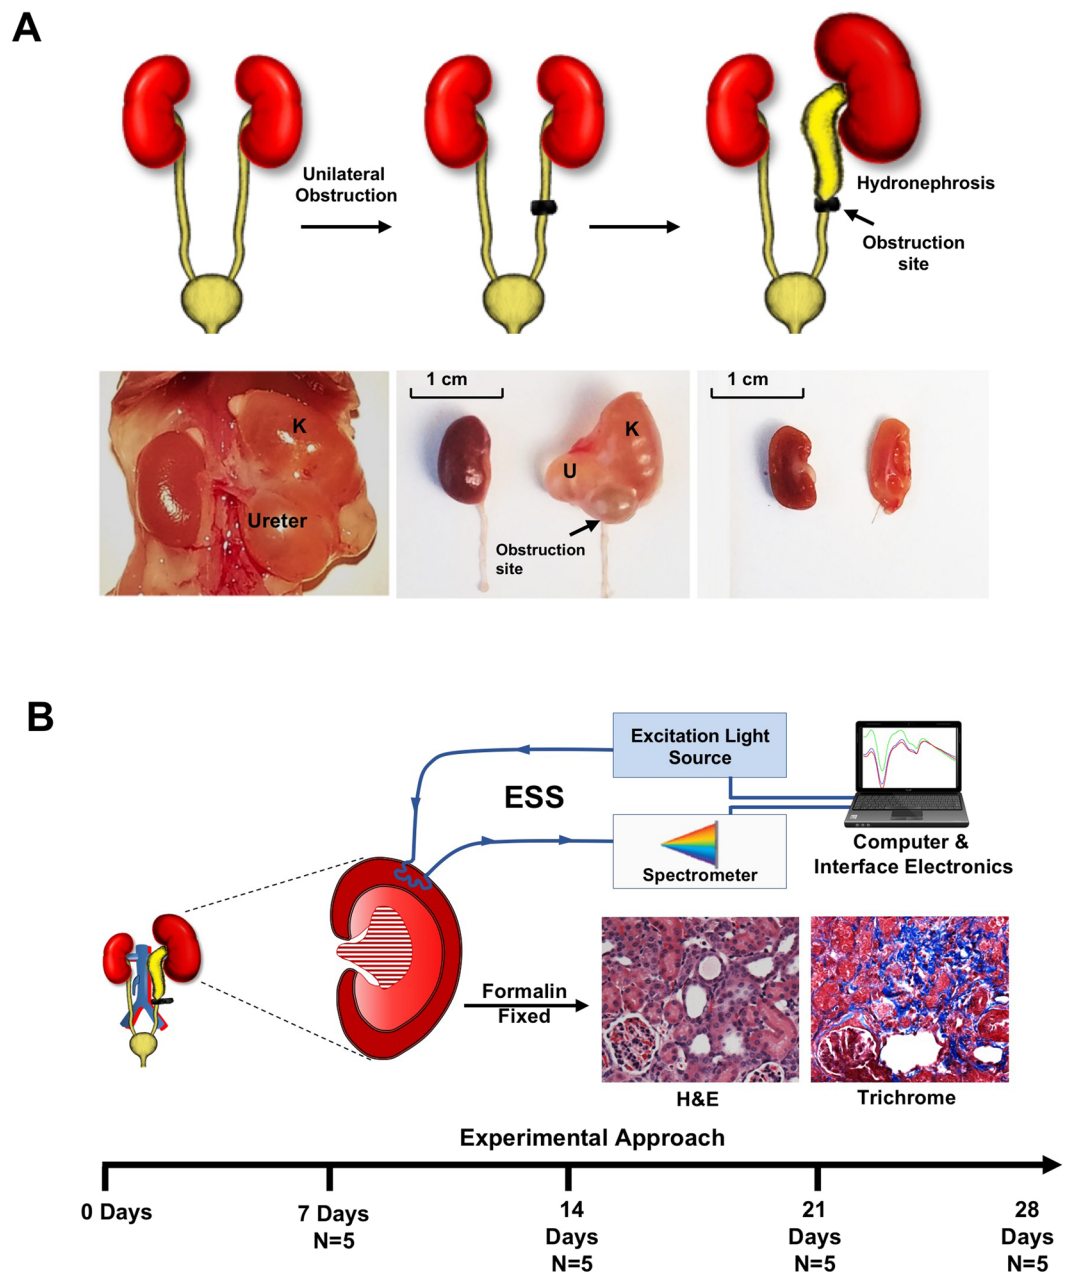 A
Unilateral
Obstruction
Hydronephrosis
Obstruction
site
K
Ureter
1 cm
K
U
Obstruction
site
1 cm
B
Excitation Light
Source
ESS
Spectrometer
Computer &
Interface Electronics
Formalin
Fixed
H&E
Trichrome
Experimental Approach
0 Days
7 Days
N=5
14
Days
N=5
21
Days
N=5
28
Days
N=5